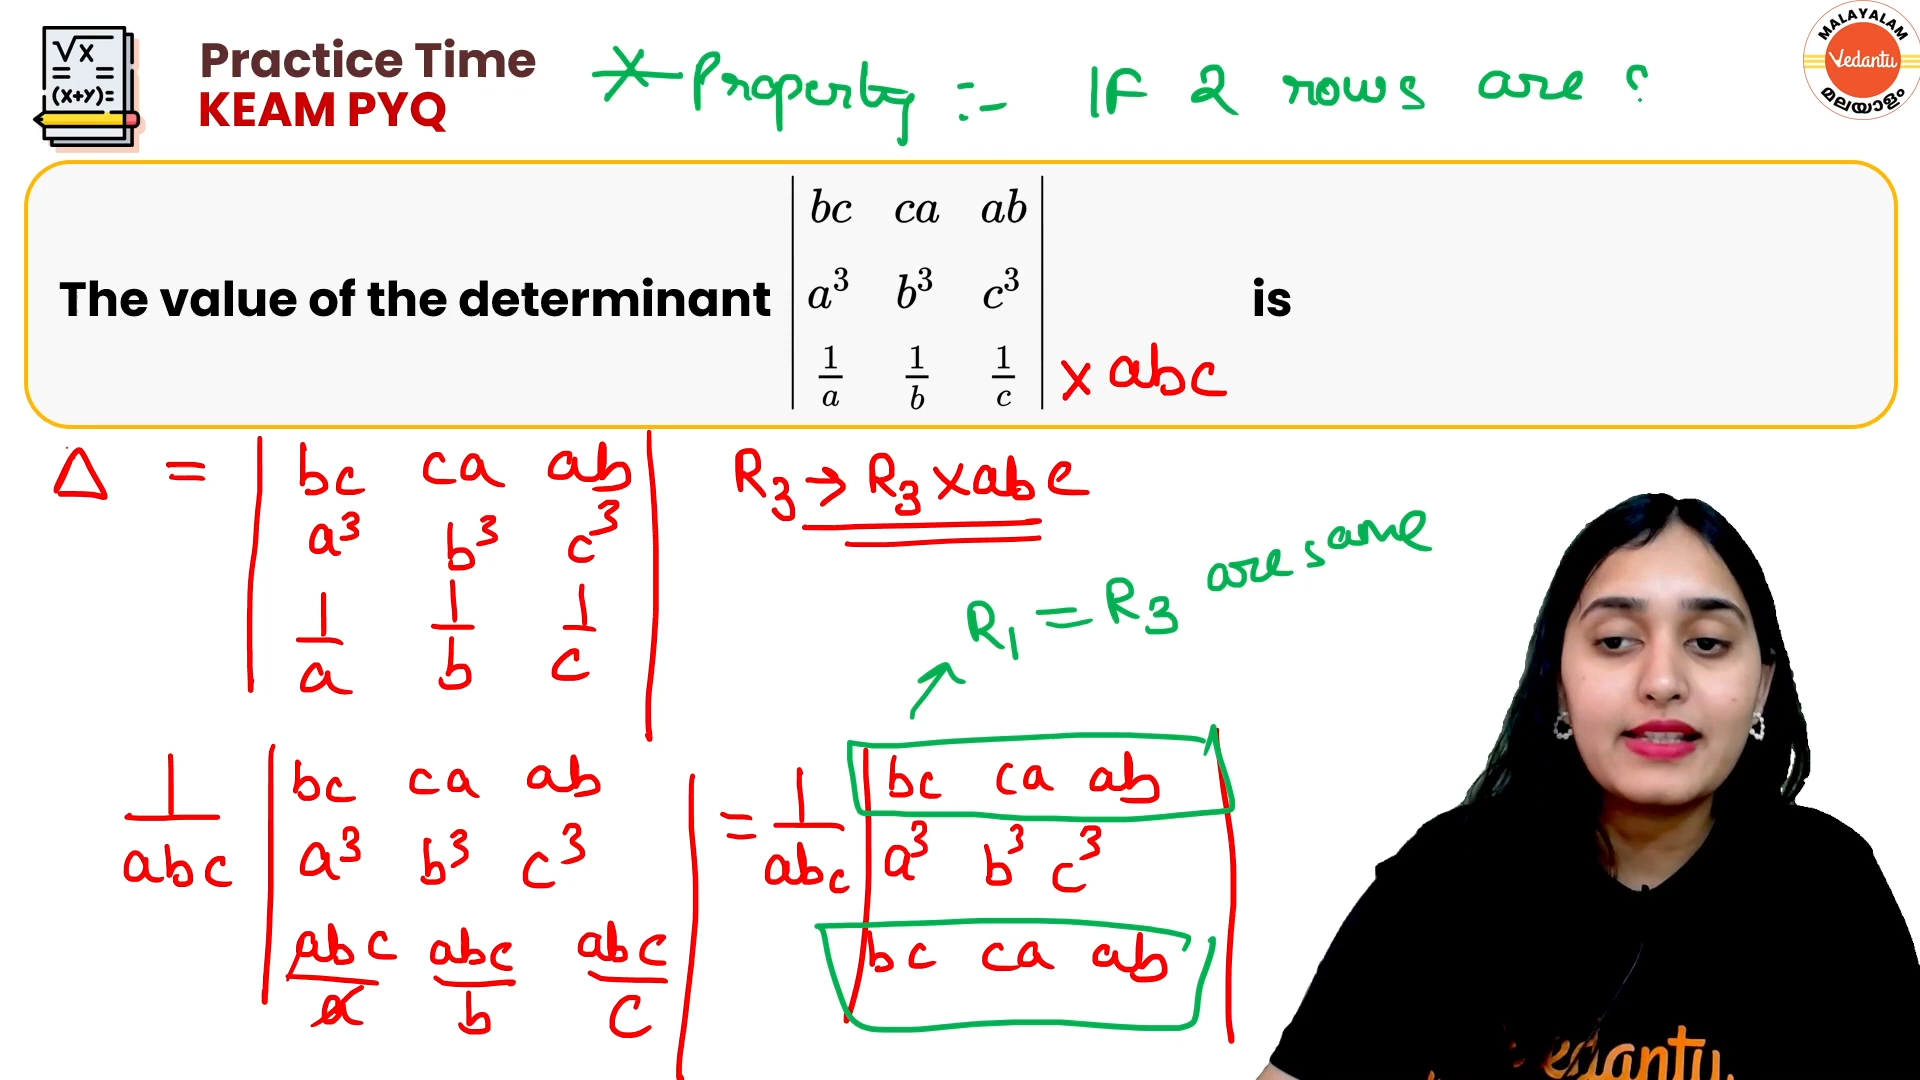 Practice Time
KEAM PYQ
* Property :- IF 2 rows are s
MALAYALAM
Vedantu
മലയാളം
The value of the determinant | bc ca ab | is
a³ b³ c³
1/a 1/b 1/c × abc
Δ = | bc ca ab |
a³ b³ c³
1/a 1/b 1/c
R₃ → R₃ × abc
R₁ = R₃ are same
1/abc | bc ca ab |
a³ b³ c³
abc/a abc/b abc/c
= 1/abc | bc ca ab |
a³ b³ c³
bc ca ab
vedantu